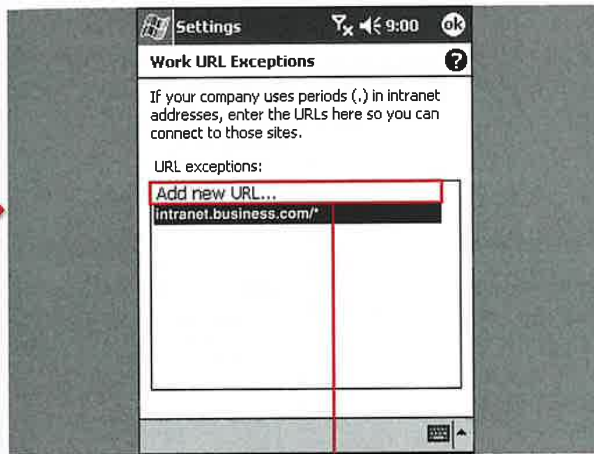 Settings 9:00 ok
Work URL Exceptions ?
If your company uses periods (.) in intranet
addresses, enter the URLs here so you can
connect to those sites.
URL exceptions:
Add new URL...
intranet.business.com/*